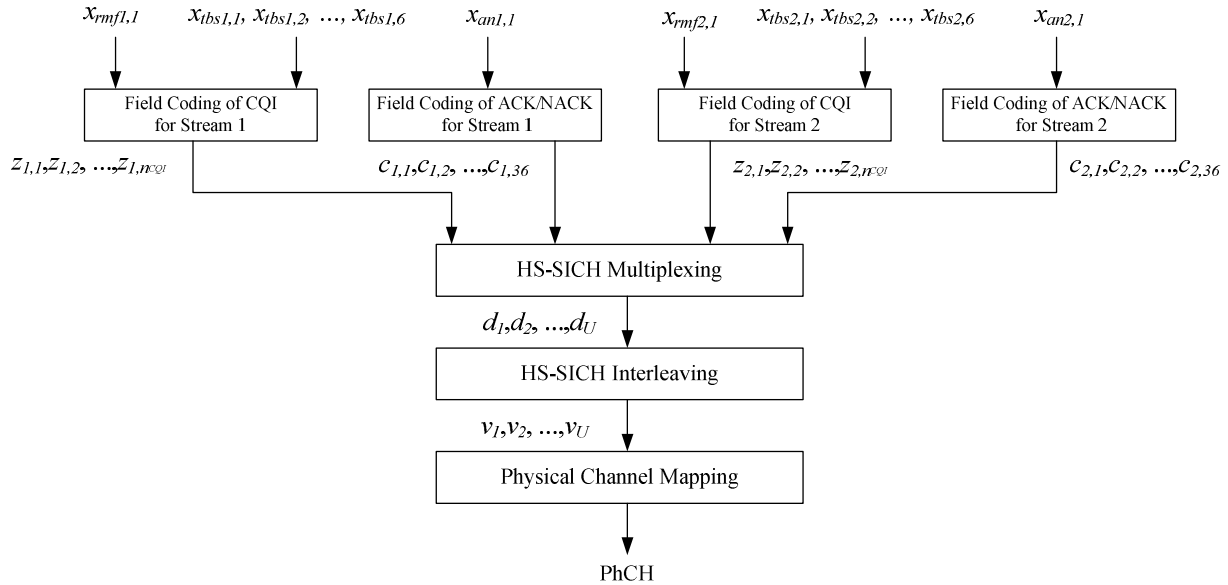 x_rmf1,1 x_tbs1,1, x_tbs1,2, ..., x_tbs1,6 x_an1,1 x_rmf2,1 x_tbs2,1, x_tbs2,2, ..., x_tbs2,6 x_an2,1
Field Coding of CQI
for Stream 1
Field Coding of ACK/NACK
for Stream 1
Field Coding of CQI
for Stream 2
Field Coding of ACK/NACK
for Stream 2
z_1,1,z_1,2, ...,z_1,nCQI
c_1,1,c_1,2, ...,c_1,36
z_2,1,z_2,2, ...,z_2,nCQI
c_2,1,c_2,2, ...,c_2,36
HS-SICH Multiplexing
d_1,d_2, ...,d_U
HS-SICH Interleaving
v_1,v_2, ...,v_U
Physical Channel Mapping
PhCH